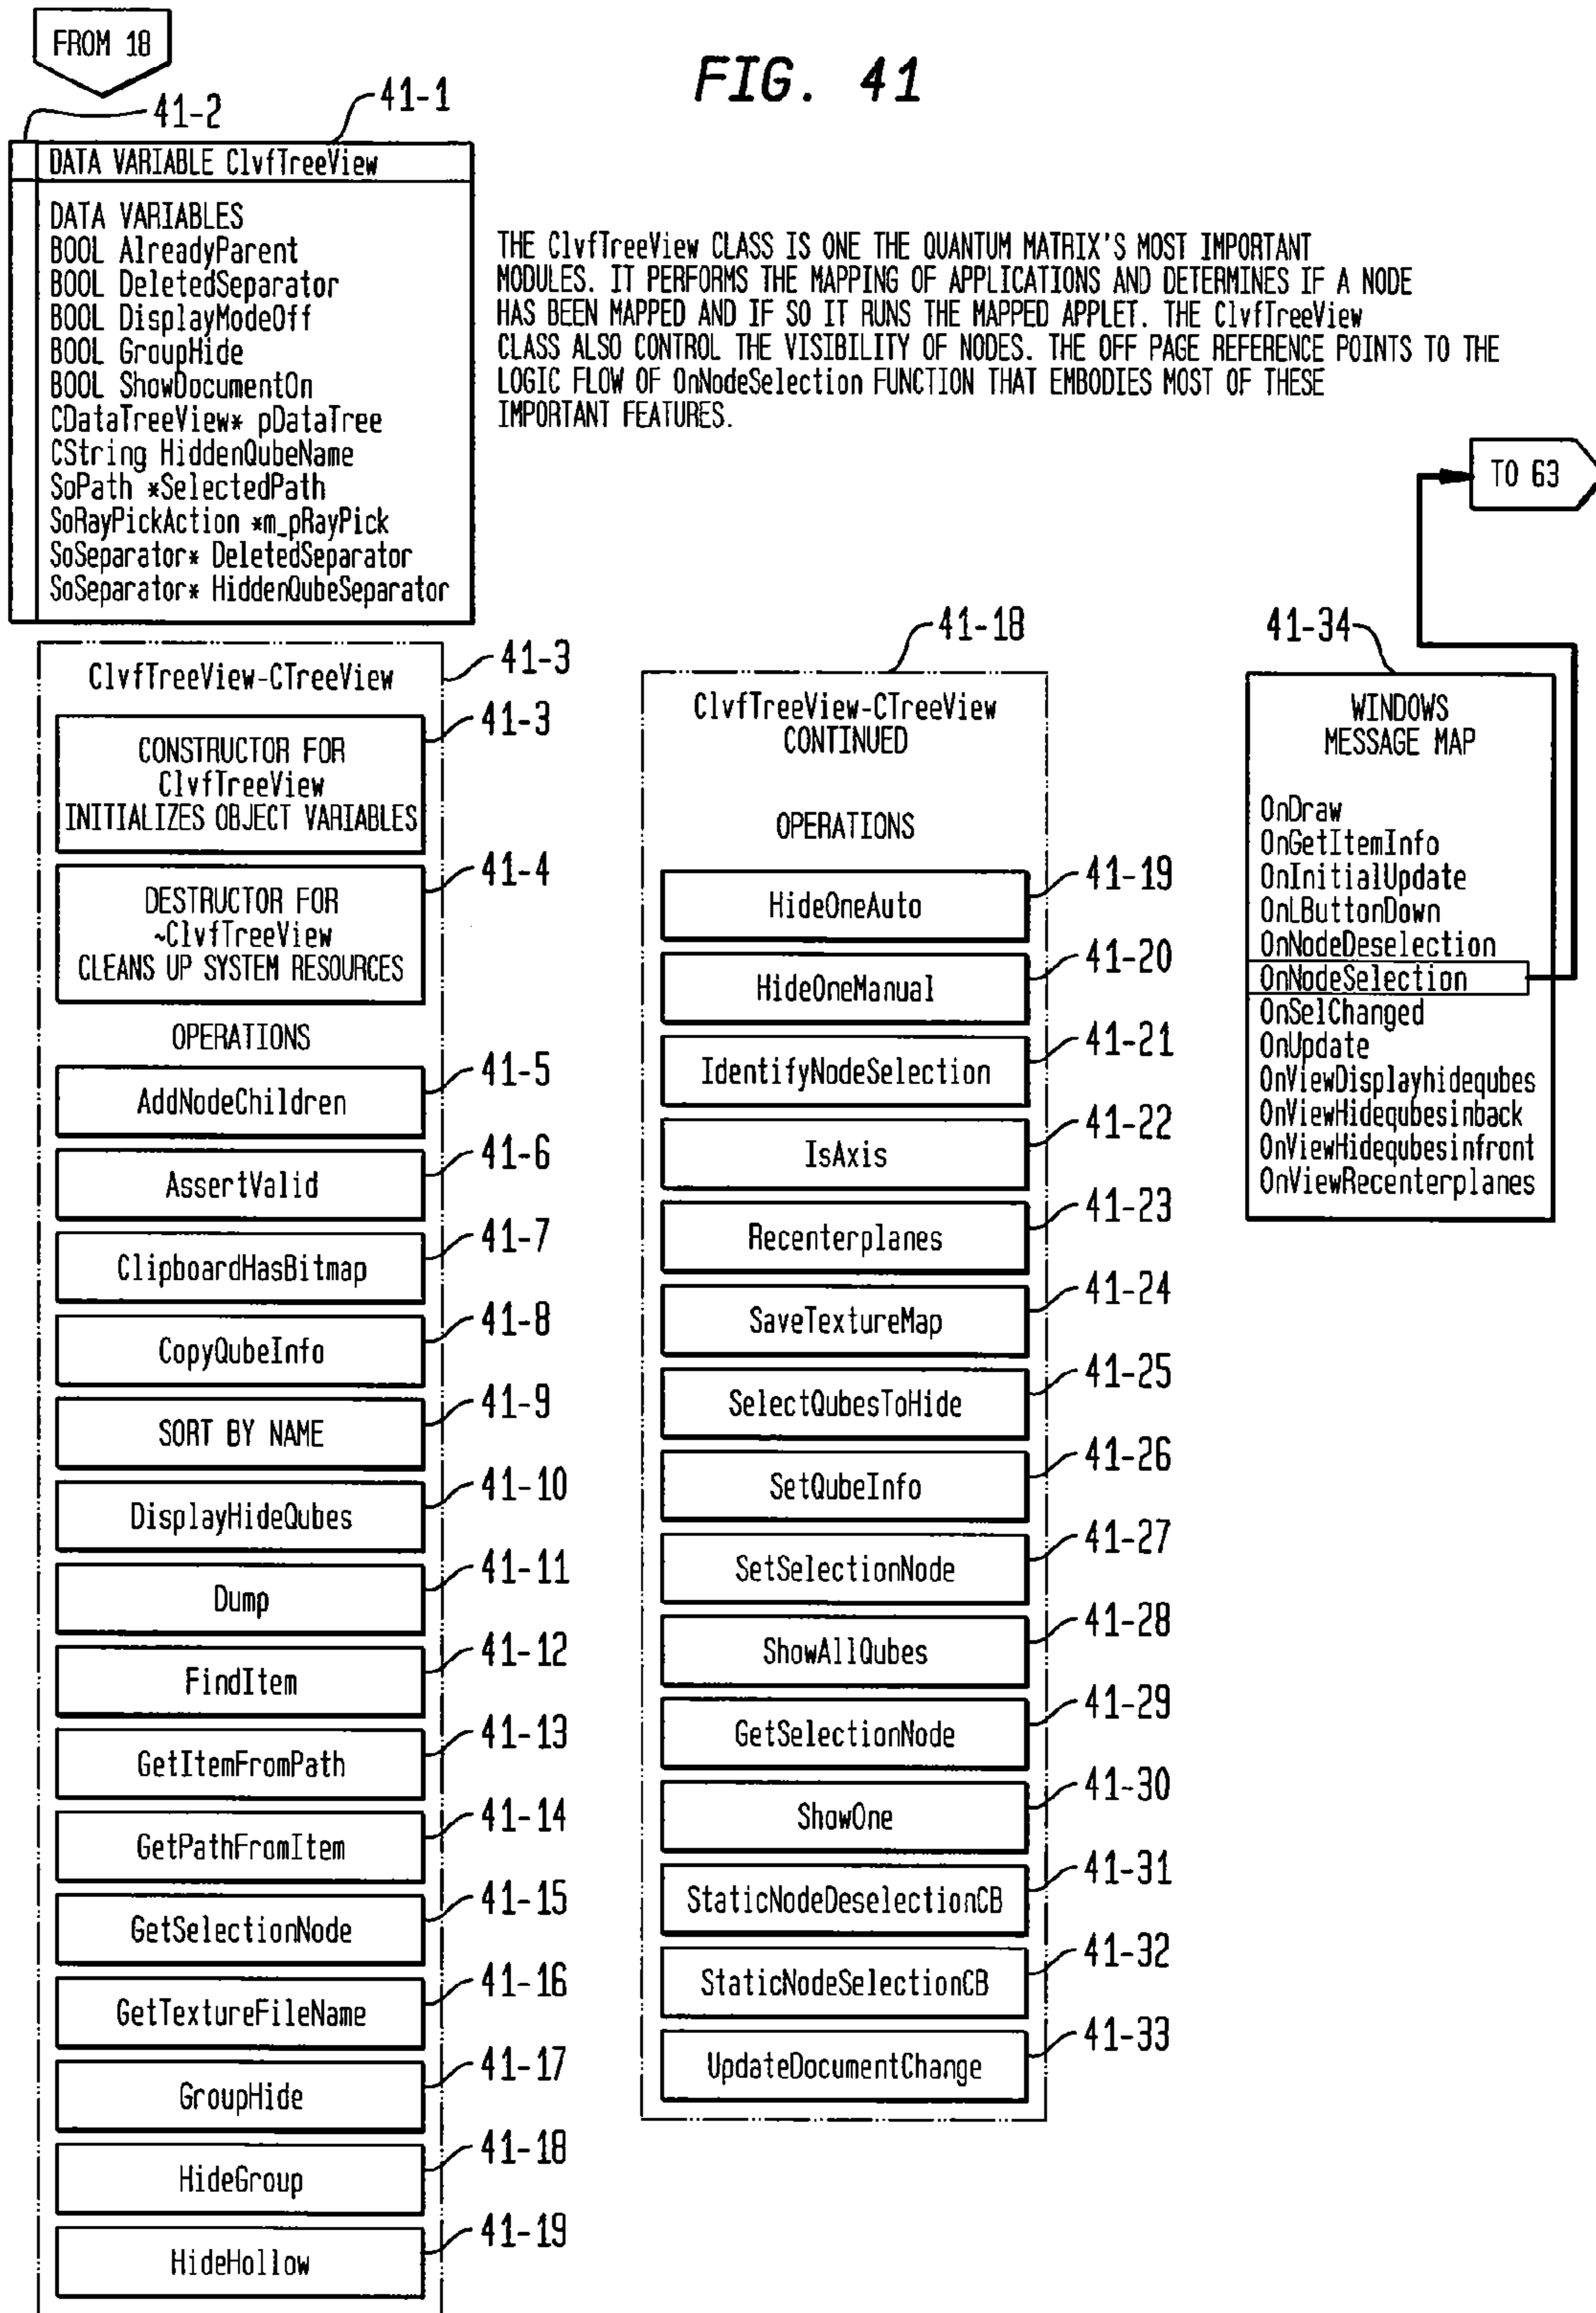 FROM 18
FIG. 41
41-2
41-1
DATA VARIABLE ClvfTreeView
DATA VARIABLES
BOOL AlreadyParent
BOOL DeletedSeparator
BOOL DisplayModeOff
BOOL GroupHide
BOOL ShowDocumentOn
CDataTreeView* pDataTree
CString HiddenQubeName
SoPath *SelectedPath
SoRayPickAction *m_pRayPick
SoSeparator* DeletedSeparator
SoSeparator* HiddenQubeSeparator
THE ClvfTreeView CLASS IS ONE THE QUANTUM MATRIX'S MOST IMPORTANT
MODULES. IT PERFORMS THE MAPPING OF APPLICATIONS AND DETERMINES IF A NODE
HAS BEEN MAPPED AND IF SO IT RUNS THE MAPPED APPLET. THE ClvfTreeView
CLASS ALSO CONTROL THE VISIBILITY OF NODES. THE OFF PAGE REFERENCE POINTS TO THE
LOGIC FLOW OF OnNodeSelection FUNCTION THAT EMBODIES MOST OF THESE
IMPORTANT FEATURES.
TO 63
41-3
ClvfTreeView-CTreeView
41-3
CONSTRUCTOR FOR
ClvfTreeView
INITIALIZES OBJECT VARIABLES
41-4
DESTRUCTOR FOR
~ClvfTreeView
CLEANS UP SYSTEM RESOURCES
OPERATIONS
41-5
AddNodeChildren
41-6
AssertValid
41-7
ClipboardHasBitmap
41-8
CopyQubeInfo
41-9
SORT BY NAME
41-10
DisplayHideQubes
41-11
Dump
41-12
FindItem
41-13
GetItemFromPath
41-14
GetPathFromItem
41-15
GetSelectionNode
41-16
GetTextureFileName
41-17
GroupHide
41-18
HideGroup
41-19
HideHollow
41-18
ClvfTreeView-CTreeView
CONTINUED
OPERATIONS
41-19
HideOneAuto
41-20
HideOneManual
41-21
IdentifyNodeSelection
41-22
IsAxis
41-23
Recenterplanes
41-24
SaveTextureMap
41-25
SelectQubesToHide
41-26
SetQubeInfo
41-27
SetSelectionNode
41-28
ShowAllQubes
41-29
GetSelectionNode
41-30
ShowOne
41-31
StaticNodeDeselectionCB
41-32
StaticNodeSelectionCB
41-33
UpdateDocumentChange
41-34
WINDOWS
MESSAGE MAP
OnDraw
OnGetItemInfo
OnInitialUpdate
OnLButtonDown
OnNodeDeselection
OnNodeSelection
OnSelChanged
OnUpdate
OnViewDisplayhidequbes
OnViewHidequbesinback
OnViewHidequbesinfront
OnViewRecenterplanes